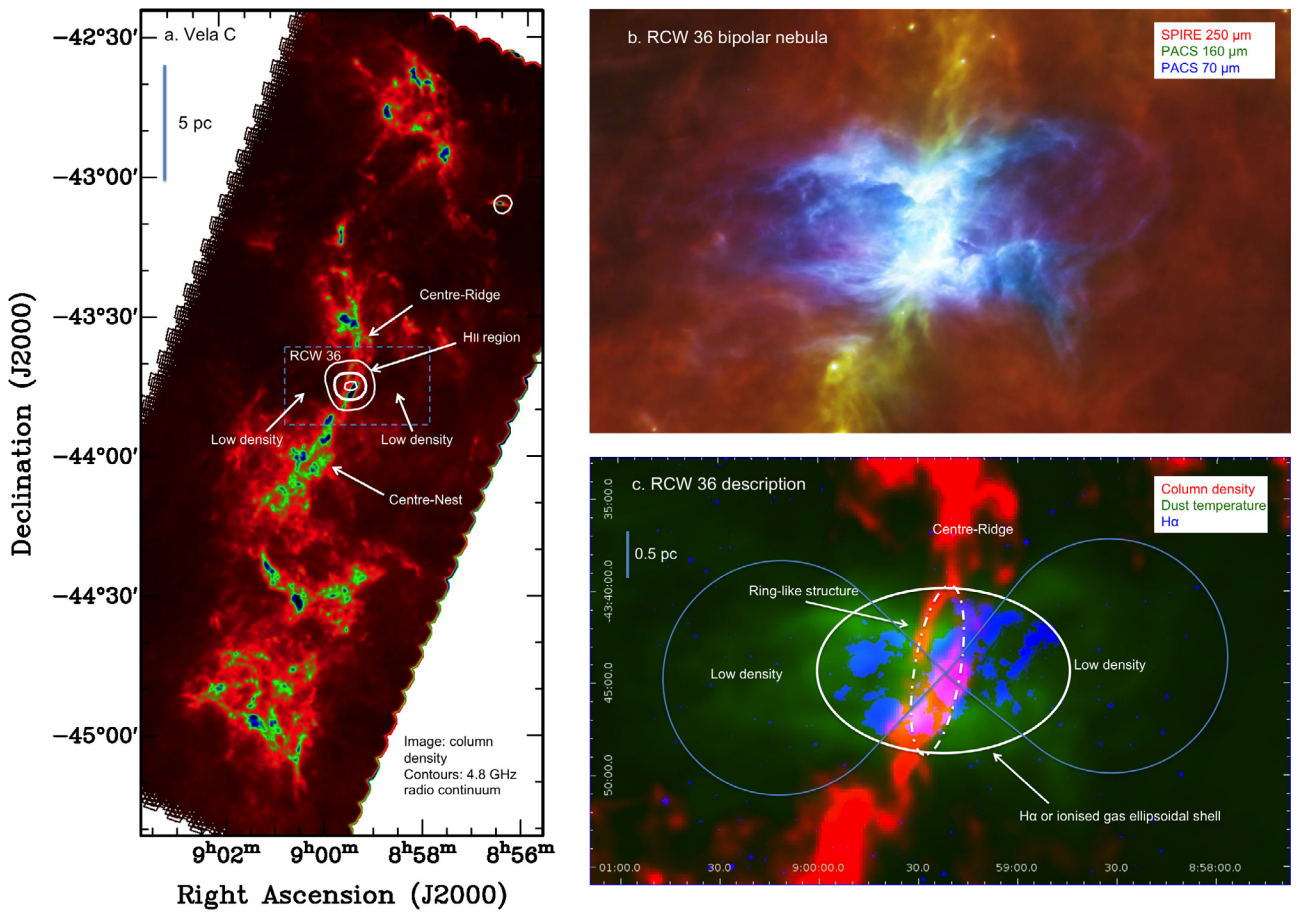 a. Vela C
5 pc
Centre-Ridge
HII region
RCW 36
Low density
Low density
Centre-Nest
Image: column
density
Contours: 4.8 GHz
radio continuum
−42°30′
−43°00′
−43°30′
−44°00′
−44°30′
−45°00′
Declination (J2000)
9h02m
9h00m
8h58m
8h56m
Right Ascension (J2000)
b. RCW 36 bipolar nebula
SPIRE 250 µm
PACS 160 µm
PACS 70 µm
c. RCW 36 description
Column density
Dust temperature
Hα
0.5 pc
Centre-Ridge
Ring-like structure
Low density
Low density
Hα or ionised gas ellipsoidal shell
35:00.0
-43:40:00.0
45:00.0
50:00.0
01:00.0
30.0
9:00:00.0
30.0
59:00.0
30.0
8:58:00.0